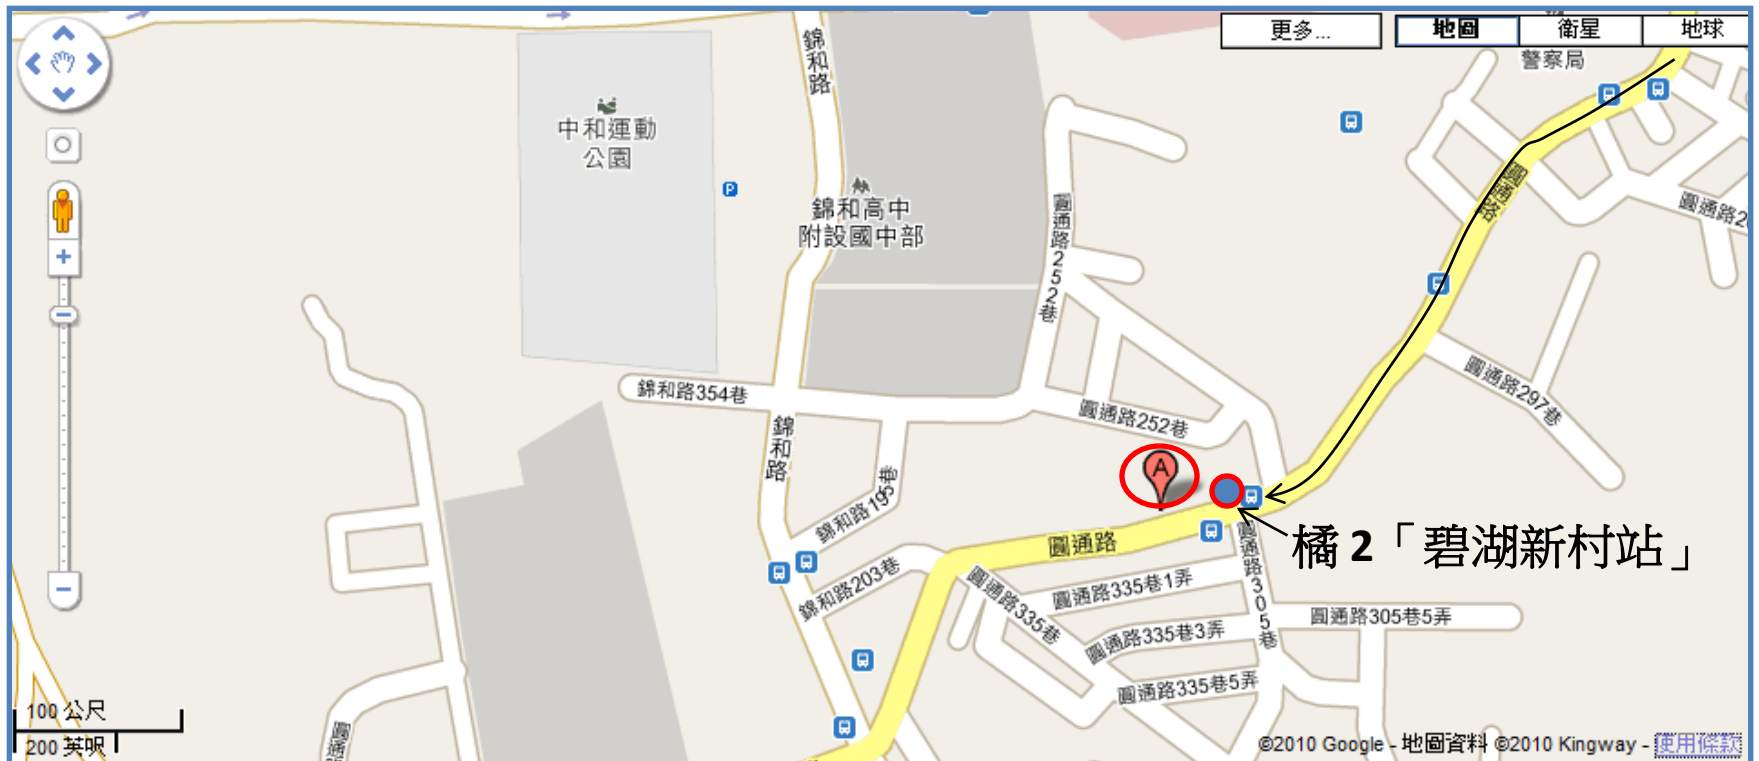 更多...
地圖
衛星
地球
警察局
錦和路
中和運動
公園
P
錦和高中
附設國中部
圓通路252巷
圓通路
圓通路2
錦和路354巷
圓通路252巷
圓通路297巷
錦和路
A
錦和路195巷
圓通路
圓通路305巷
橘 2「碧湖新村站」
錦和路203巷
圓通路335巷
圓通路335巷1弄
圓通路335巷3弄
圓通路305巷5弄
圓通路335巷5弄
圓通
100 公尺
200 英呎
©2010 Google - 地圖資料 ©2010 Kingway - 使用條款